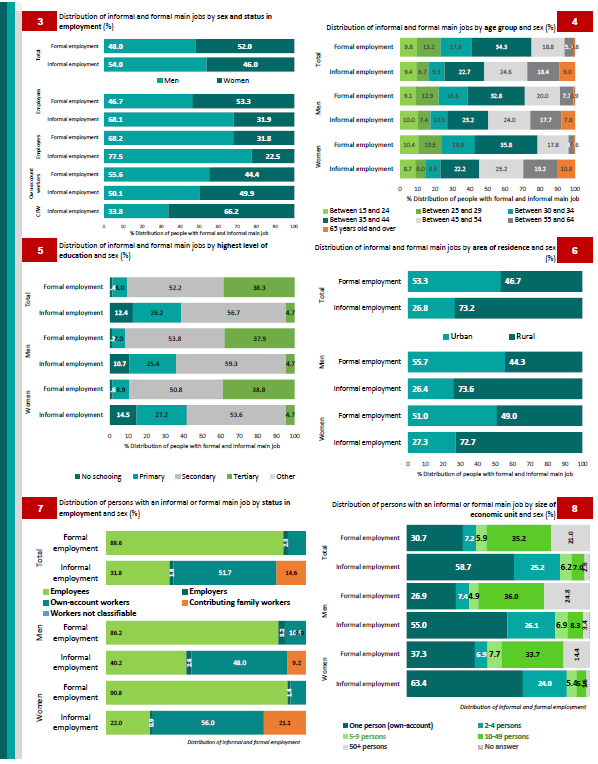 3
Distribution of informal and formal main jobs by sex and status in
employment (%)
Total
Formal employment 48.0 52.0
Informal employment 54.0 46.0
Men Women
Employees
Formal employment 46.7 53.3
Informal employment 68.1 31.9
Employers
Formal employment 68.2 31.8
Informal employment 77.5 22.5
Own-account workers
Formal employment 55.6 44.4
Informal employment 50.1 49.9
CFW
Informal employment 33.8 66.2
0 10 20 30 40 50 60 70 80 90 100
% Distribution of people with formal and informal main job
4
Distribution of informal and formal main jobs by age group and sex (%)
Total
Formal employment 9.8 13.2 34.3 18.8
Informal employment 9.4 22.7 24.6 18.4 9.0
Men
Formal employment 9.1 12.9 32.8 20.0 7.7
Informal employment 10.0 7.4 10.0 23.2 24.0 17.7 7.8
Women
Formal employment 10.4 13.5 35.8 17.8
Informal employment 8.7 22.2 25.2 19.2 10.3
0 10 20 30 40 50 60 70 80 90 100
% Distribution of people with formal and informal main job
Between 15 and 24 Between 25 and 29 Between 30 and 34
Between 35 and 44 Between 45 and 54 Between 55 and 64
65 years old and over
5
Distribution of informal and formal main jobs by highest level of
education and sex (%)
Total
Formal employment 52.2 38.3
Informal employment 12.4 26.2 56.7 4.7
Men
Formal employment 7.0 53.8 37.9
Informal employment 10.7 25.4 59.3 4.7
Women
Formal employment 8.9 50.8 38.8
Informal employment 14.5 27.2 53.6 4.7
0 10 20 30 40 50 60 70 80 90 100
% Distribution of people with formal and informal main job
No schooing Primary Secondary Tertiary Other
6
Distribution of informal and formal main jobs by area of residence and sex
(%)
Total
Formal employment 53.3 46.7
Informal employment 26.8 73.2
Urban Rural
Men
Formal employment 55.7 44.3
Informal employment 26.4 73.6
Women
Formal employment 51.0 49.0
Informal employment 27.3 72.7
0 10 20 30 40 50 60 70 80 90 100
% Distribution of people with formal and informal main job
7
Distribution of persons with an informal or formal main job by status in
employment and sex (%)
Total
Formal
employment 88.6 2.3
Informal
employment 31.8 51.7 14.6
Employees Employers
Own-account workers Contributing family workers
Workers not classifiable
Men
Formal
employment 86.2 3.2
Informal
employment 40.2 2.6 48.0 9.2
Women
Formal
employment 90.8
Informal
employment 22.0 0.9 56.0 21.1
Distribution of informal and formal employment
8
Distribution of persons with an informal or formal main job by size of
economic unit and sex (%)
Total
Formal employment 30.7 7.2 5.9 35.2 21.0
Informal employment 58.7 25.2 6.2 7.0
Men
Formal employment 26.9 7.4 4.9 36.0 24.8
Informal employment 55.0 26.1 6.9 8.3 3.4
Women
Formal employment 37.3 6.9 7.7 33.7 14.4
Informal employment 63.4 24.0 5.4
Distribution of informal and formal employment
One person (own-account) 2-4 persons
5-9 persons 10-49 persons
50+ persons No answer